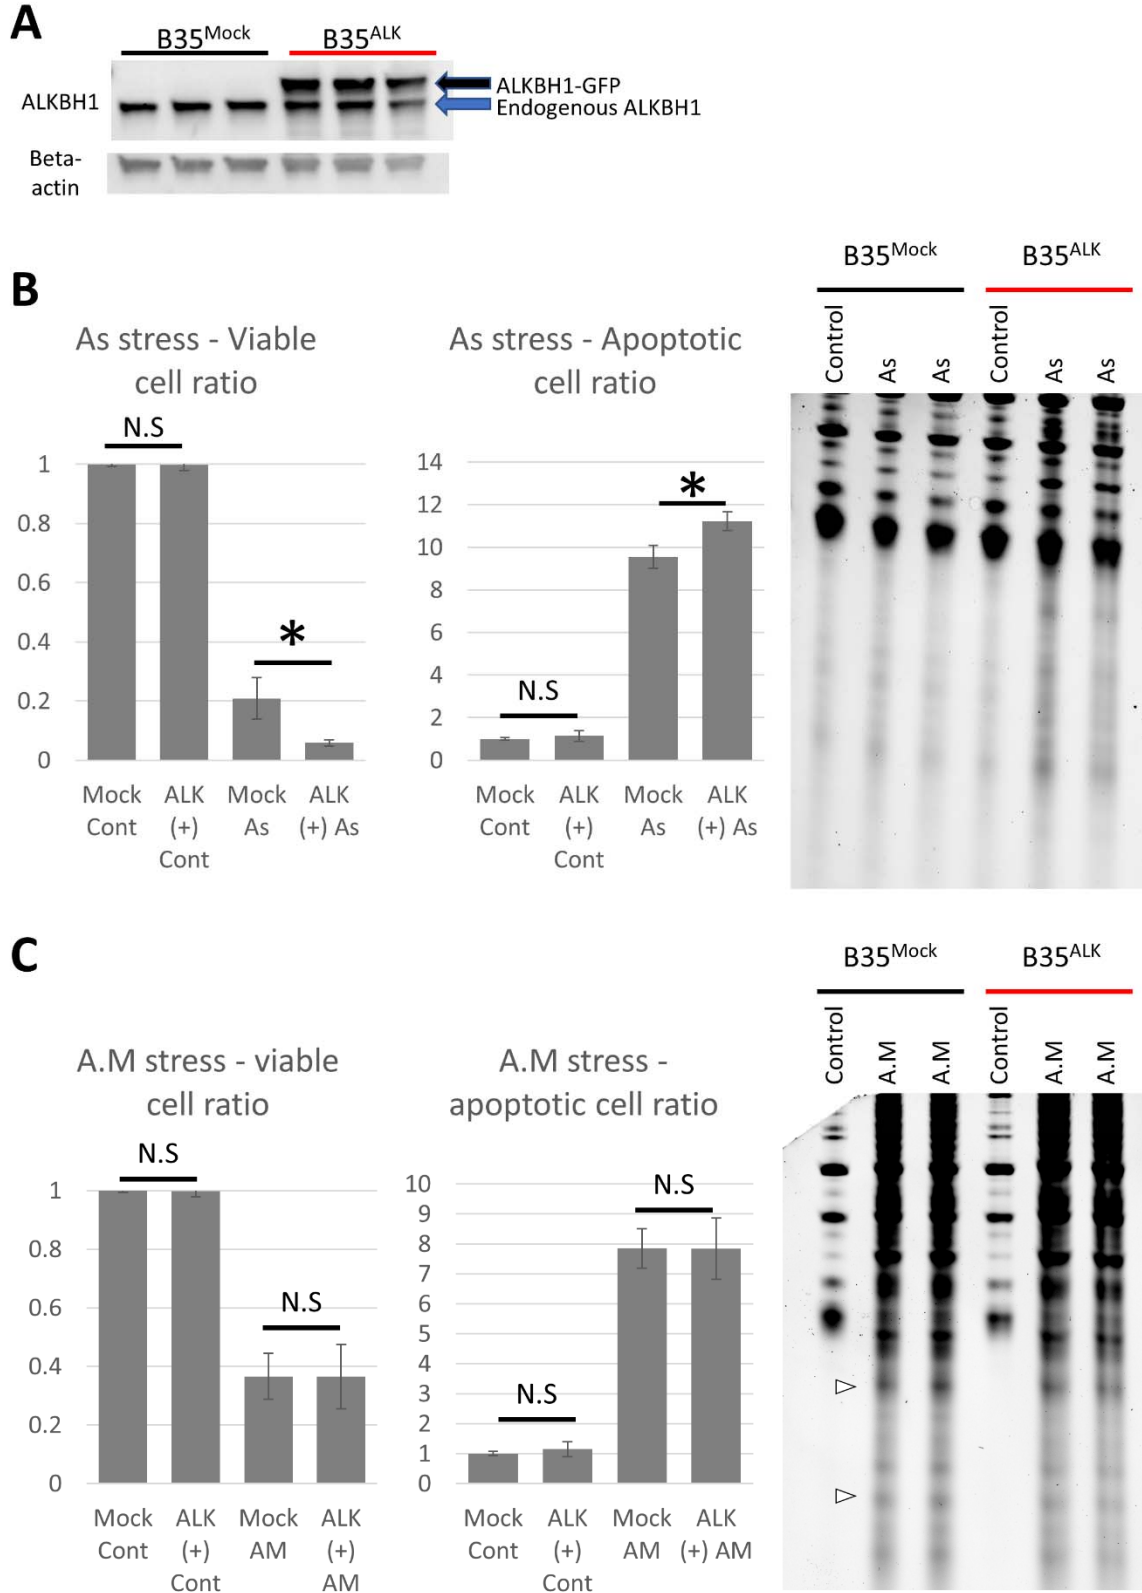 A
B35Mock
B35ALK
ALKBH1
ALKBH1-GFP
Endogenous ALKBH1
Beta-
actin
B
As stress - Viable
cell ratio
N.S
1
0.8
0.6
0.4
0.2
0
*
Mock
Cont
ALK
(+)
Cont
Mock
As
ALK
(+) As
As stress - Apoptotic
cell ratio
14
12
10
8
6
4
2
0
N.S
*
Mock
Cont
ALK
(+)
Cont
Mock
As
ALK
(+) As
B35Mock
B35ALK
Control
As
As
Control
As
As
C
A.M stress - viable
cell ratio
N.S
1
0.8
0.6
0.4
0.2
0
N.S
Mock
Cont
ALK
(+)
Cont
Mock
AM
ALK
(+)
AM
A.M stress -
apoptotic cell ratio
10
9
8
7
6
5
4
3
2
1
0
N.S
N.S
Mock
Cont
ALK
(+)
Cont
Mock
AM
ALK
(+) AM
B35Mock
B35ALK
Control
A.M
A.M
Control
A.M
A.M